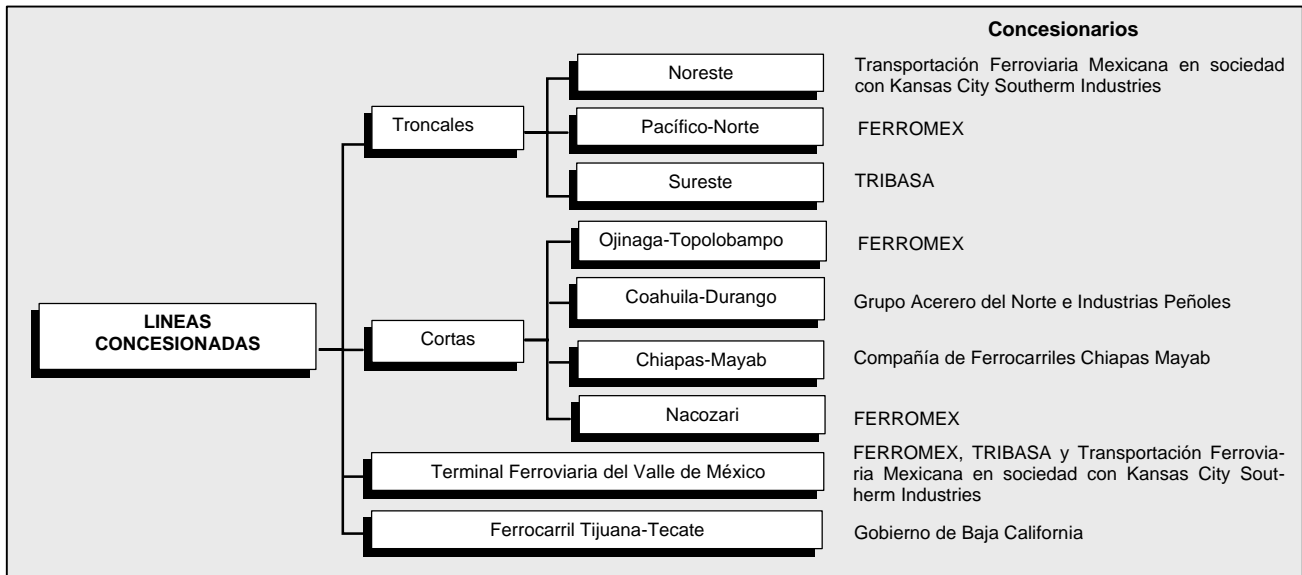 Concesionarios
Noreste
Transportación Ferroviaria Mexicana en sociedad
con Kansas City Southerm Industries
Troncales
Pacífico-Norte
FERROMEX
Sureste
TRIBASA
Ojinaga-Topolobampo
FERROMEX
Coahuila-Durango
Grupo Acerero del Norte e Industrias Peñoles
LINEAS
CONCESIONADAS
Cortas
Chiapas-Mayab
Compañía de Ferrocarriles Chiapas Mayab
Nacozari
FERROMEX
Terminal Ferroviaria del Valle de México
FERROMEX, TRIBASA y Transportación Ferrovia-
ria Mexicana en sociedad con Kansas City Sout-
herm Industries
Ferrocarril Tijuana-Tecate
Gobierno de Baja California